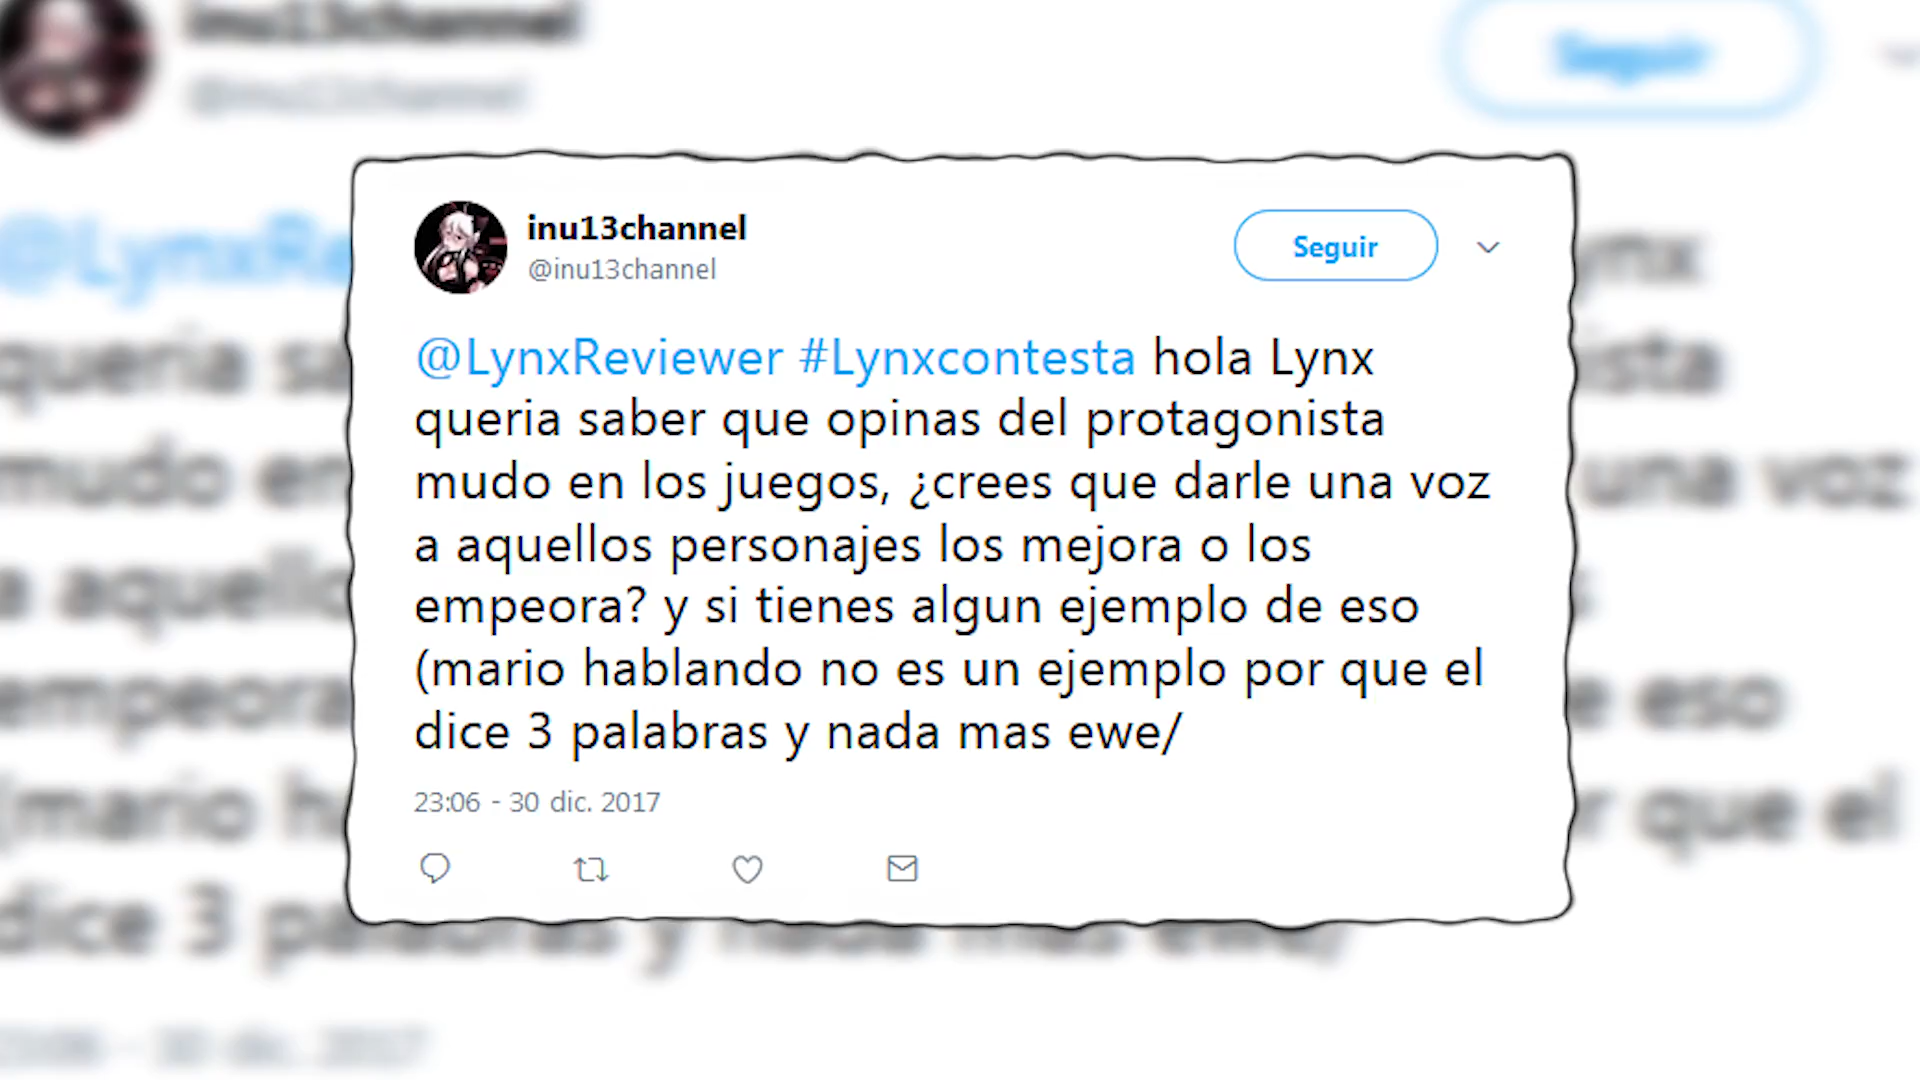 inu13channel
@inu13channel
Seguir
@LynxReviewer #Lynxcontesta hola Lynx
queria saber que opinas del protagonista
mudo en los juegos, ¿crees que darle una voz
a aquellos personajes los mejora o los
empeora? y si tienes algun ejemplo de eso
(mario hablando no es un ejemplo por que el
dice 3 palabras y nada mas ewe/
23:06 - 30 dic. 2017